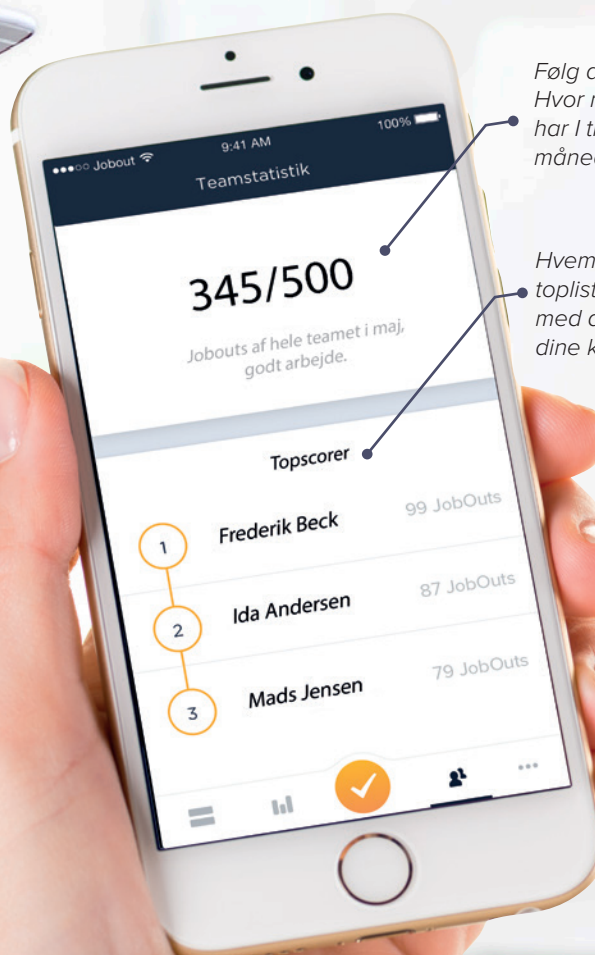 Jobout
9:41 AM
100%
Teamstatistik
345/500
Jobouts af hele teamet i maj,
godt arbejde.
Topscorer
1 Frederik Beck 99 JobOuts
2 Ida Andersen 87 JobOuts
3 Mads Jensen 79 JobOuts
Følg
Hvor
har I
måned
Hvem
toplist
med
dine